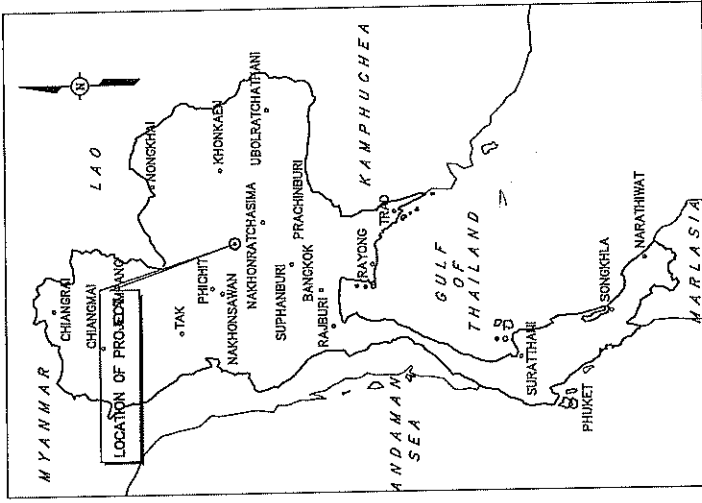 MYANMAR
LAO
N
CHIANGRAI
CHIANGMAI
LOCATION OF PROJECT
NONGKHAI
TAK
PHICHIT
KHONKAEN
NAKHONSAWAN
UBOLRATCHATHANI
NAKHONRATCHASIMA
SUPHANBURI
PRACHINBURI
BANGKOK
RAJBURI
RAYONG
KAMPHUCHEA
TRAD
GULF
OF
THAILAND
ANDAMAN
SEA
SURATTHANI
PHUKET
SONGKHLA
NARATHIWAT
MARLASIA